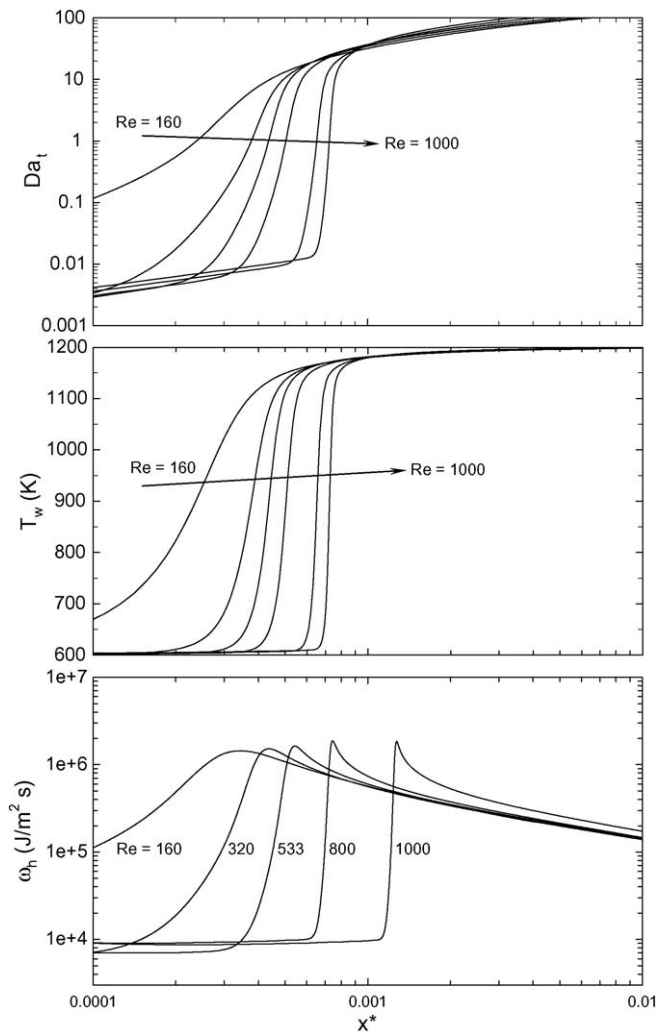 100
10
1
0.1
0.01
0.001
Da_t
Re = 160
Re = 1000
1200
1100
1000
900
800
700
600
T_w (K)
Re = 160
Re = 1000
1e+7
1e+6
1e+5
1e+4
ω_h (J/m² s)
Re = 160 320 533 800 1000
0.0001 0.001 0.01
x*